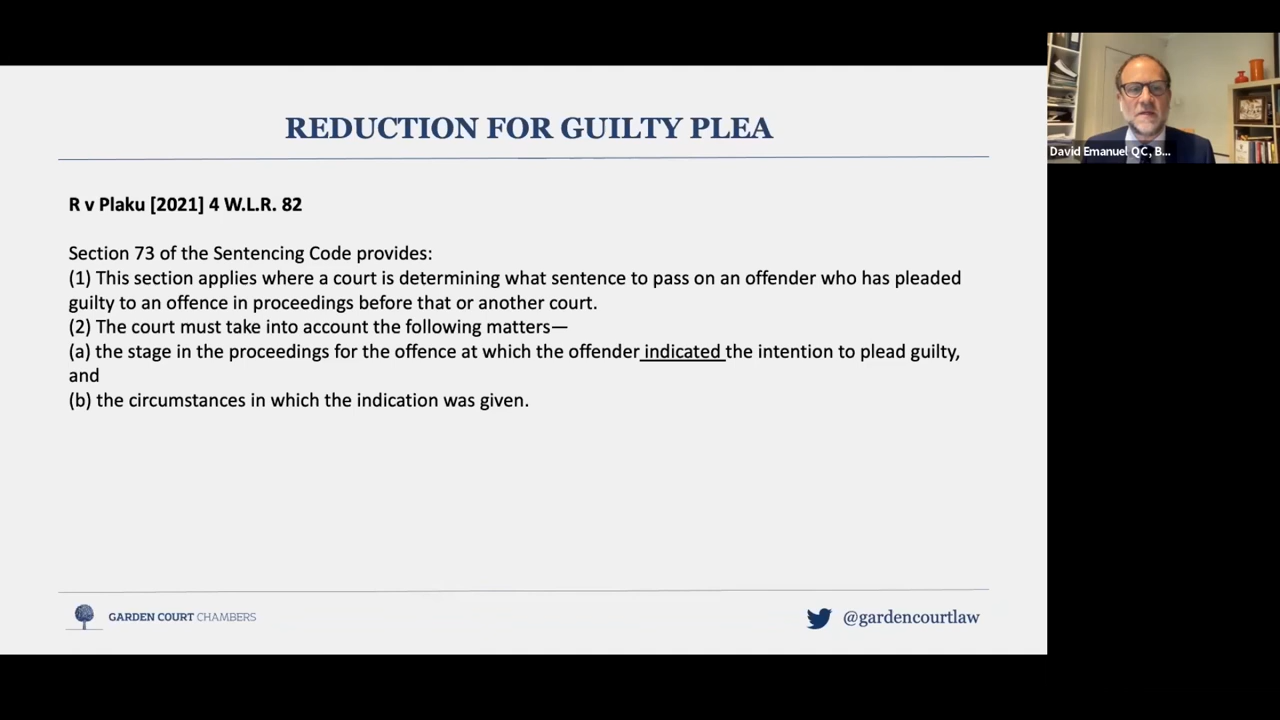 REDUCTION FOR GUILTY PLEA
David Emanuel QC, B...
R v Plaku [2021] 4 W.L.R. 82
Section 73 of the Sentencing Code provides:
(1) This section applies where a court is determining what sentence to pass on an offender who has pleaded
guilty to an offence in proceedings before that or another court.
(2) The court must take into account the following matters—
(a) the stage in the proceedings for the offence at which the offender indicated the intention to plead guilty,
and
(b) the circumstances in which the indication was given.
GARDEN COURT CHAMBERS
@gardencourtlaw